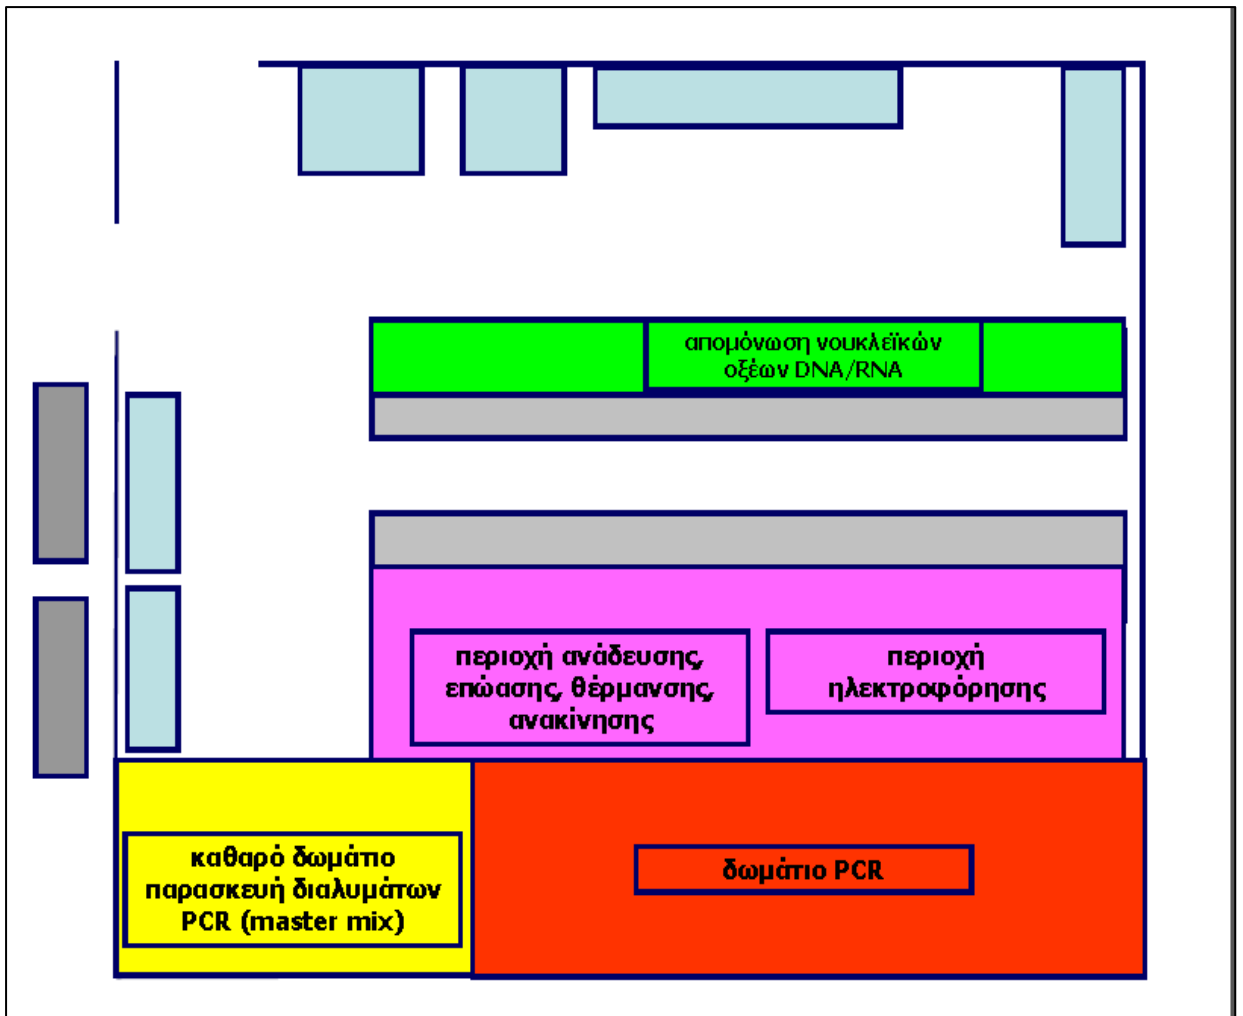 απομόνωση νουκλεϊκών
οξέων DNA/RNA
περιοχή ανάδευσης,
επώασης, θέρμανσης,
ανακίνησης
περιοχή
ηλεκτροφόρησης
καθαρό δωμάτιο
παρασκευή διαλυμάτων
PCR (master mix)
δωμάτιο PCR